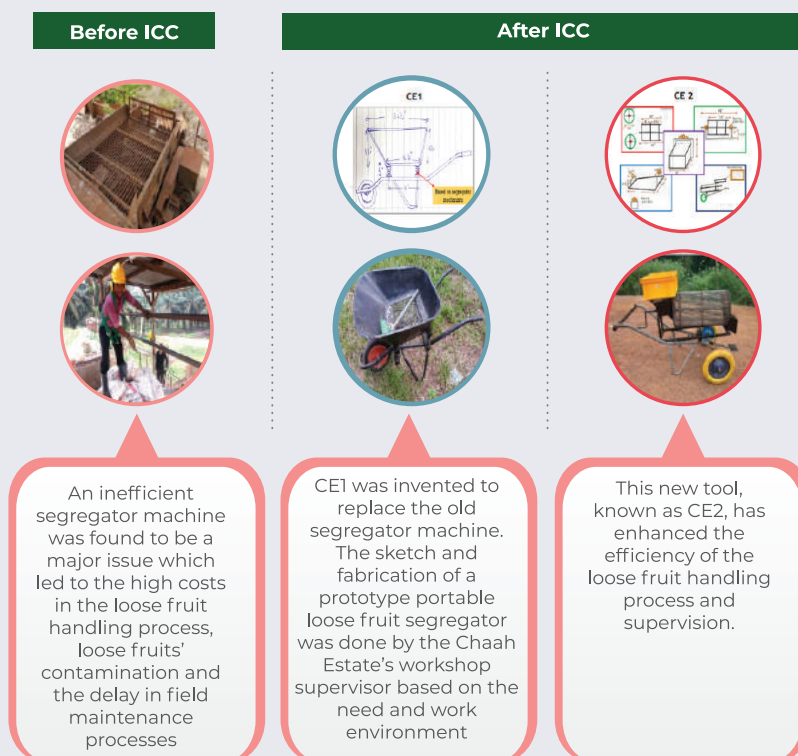 Before ICC
After ICC
CE1
Based on segregator
CE 2
An inefficient
segregator machine
was found to be a
major issue which
led to the high costs
in the loose fruit
handling process,
loose fruits'
contamination and
the delay in field
maintenance
processes
CE1 was invented to
replace the old
segregator machine.
The sketch and
fabrication of a
prototype portable
loose fruit segregator
was done by the Chaah
Estate's workshop
supervisor based on the
need and work
environment
This new tool,
known as CE2, has
enhanced the
efficiency of the
loose fruit handling
process and
supervision.